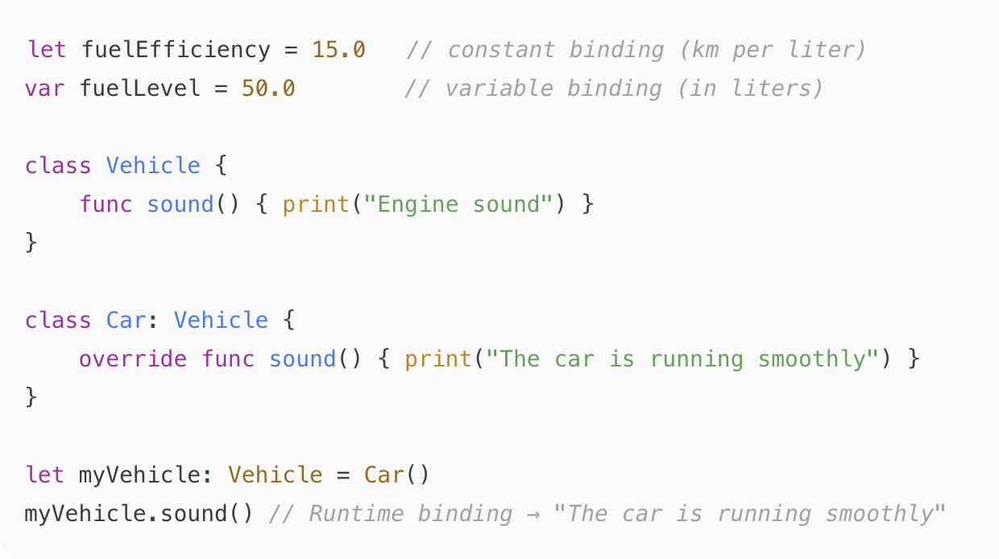 let fuelEfficiency = 15.0   // constant binding (km per liter)
var fuelLevel = 50.0        // variable binding (in liters)

class Vehicle {
    func sound() { print("Engine sound") }
}

class Car: Vehicle {
    override func sound() { print("The car is running smoothly") }
}

let myVehicle: Vehicle = Car()
myVehicle.sound() // Runtime binding → "The car is running smoothly"